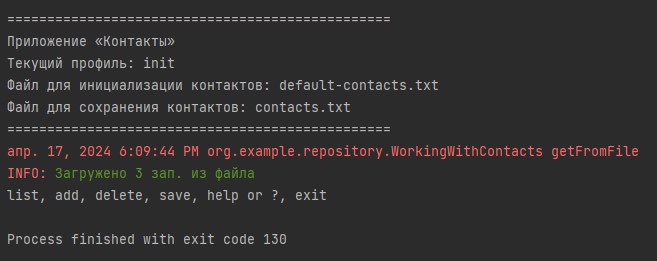 ================================================
Приложение «Контакты»
Текущий профиль: init
Файл для инициализации контактов: default-contacts.txt
Файл для сохранения контактов: contacts.txt
================================================
апр. 17, 2024 6:09:44 PM org.example.repository.WorkingWithContacts getFromFile
INFO: Загружено 3 зап. из файла
list, add, delete, save, help or ?, exit
Process finished with exit code 130